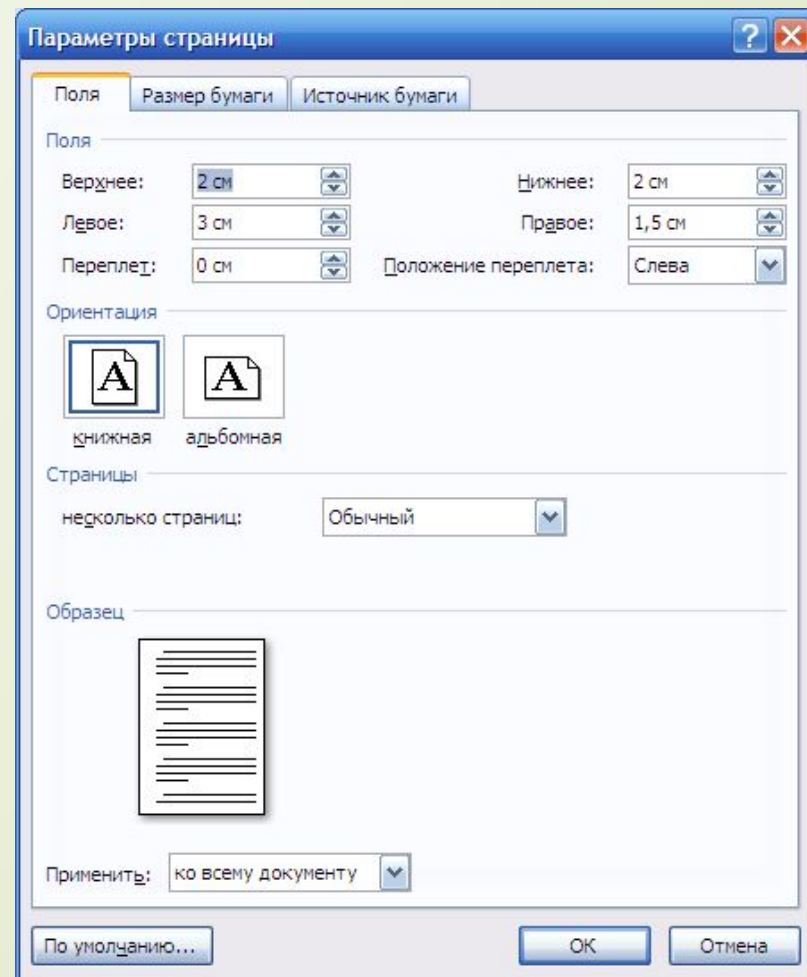 Параметры страницы
Поля Размер бумаги Источник бумаги
Поля
Верхнее: 2 см Нижнее: 2 см
Левое: 3 см Правое: 1,5 см
Переплет: 0 см Положение переплета: Слева
Ориентация
A A
книжная альбомная
Страницы
несколько страниц: Обычный
Образец
Применить: ко всему документу
По умолчанию... ОК Отмена